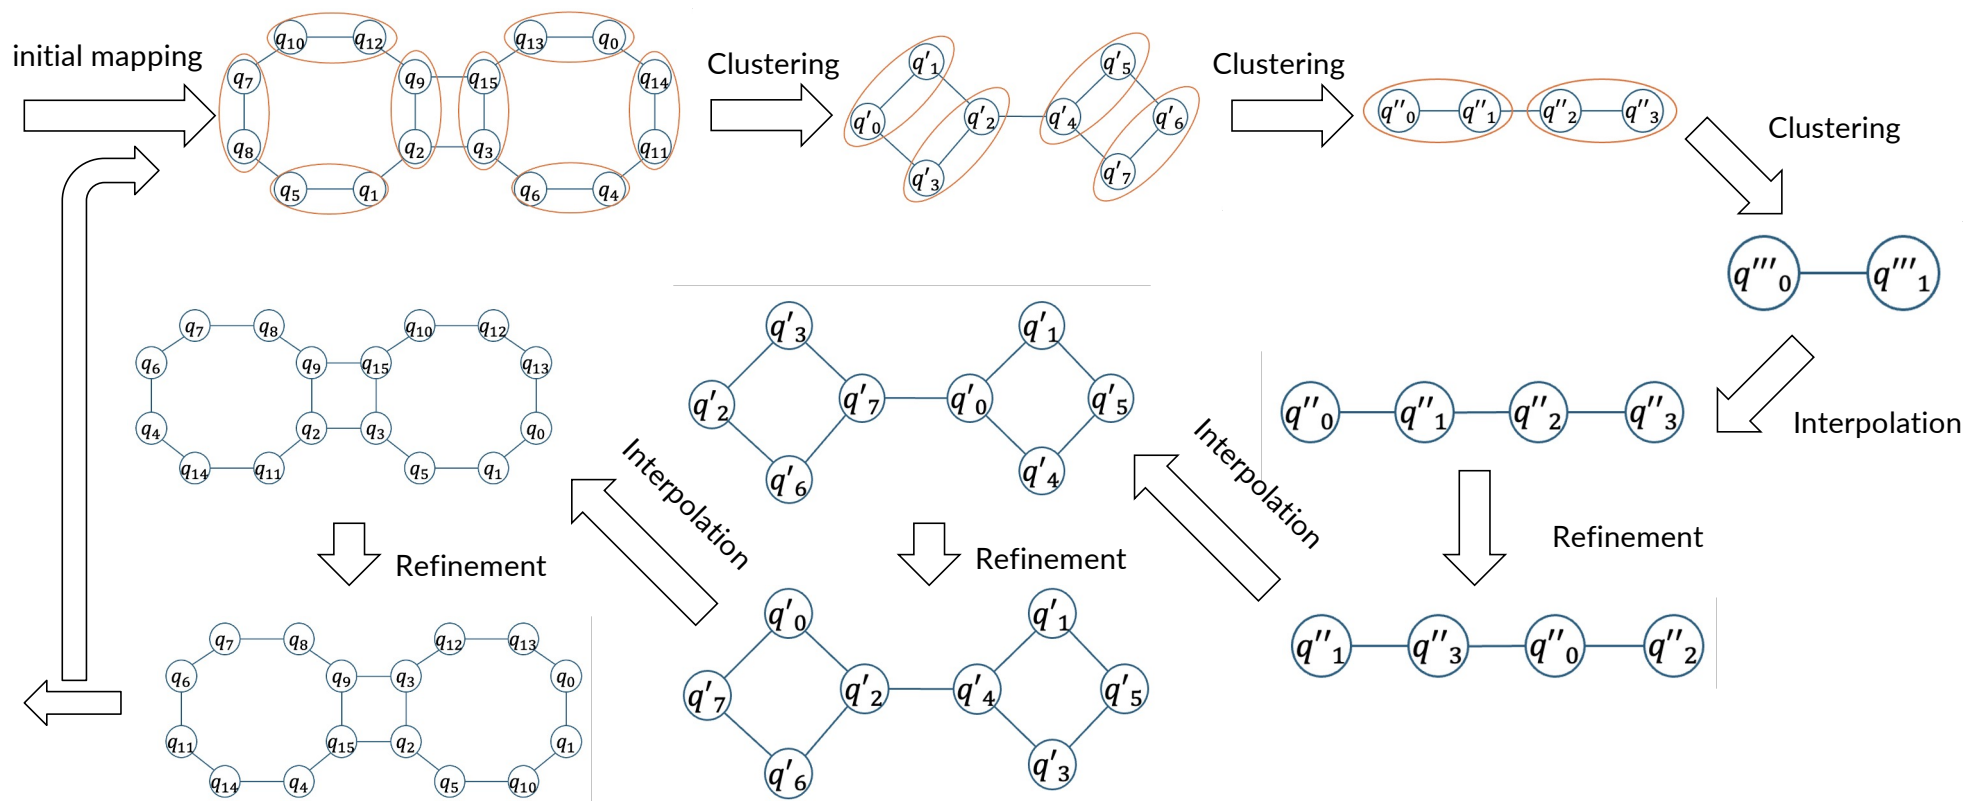 initial mapping
q10 q12
q7 q9
q8 q2
q5 q1
q13 q0
q15 q14
q3 q11
q6 q4
Clustering
q′1
q′0 q′2
q′3
q′5
q′4 q′6
q′7
Clustering
q′′0 q′′1 q′′2 q′′3
Clustering
q′′′0 q′′′1
Interpolation
q′′0 q′′1 q′′2 q′′3
Refinement
q′′1 q′′3 q′′0 q′′2
Interpolation
q′3
q′2 q′7
q′6
q′1
q′0 q′5
q′4
Refinement
q′0
q′7 q′2
q′6
q′1
q′4 q′5
q′3
Interpolation
q7 q8
q6 q9
q4 q2
q14 q11
q10 q12
q15 q13
q3 q0
q5 q1
Refinement
q7 q8
q6 q9
q11 q15
q14 q4
q12 q13
q3 q0
q2 q1
q5 q10